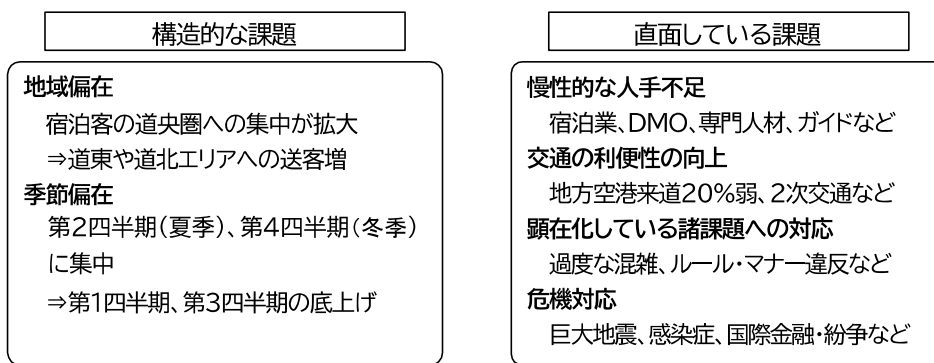 構造的な課題
地域偏在
宿泊客の道央圏への集中が拡大
⇒道東や道北エリアへの送客増
季節偏在
第2四半期(夏季)、第4四半期(冬季)
に集中
⇒第1四半期、第3四半期の底上げ
直面している課題
慢性的な人手不足
宿泊業、DMO、専門人材、ガイドなど
交通の利便性の向上
地方空港来道20%弱、2次交通など
顕在化している諸課題への対応
過度な混雑、ルール・マナー違反など
危機対応
巨大地震、感染症、国際金融・紛争など